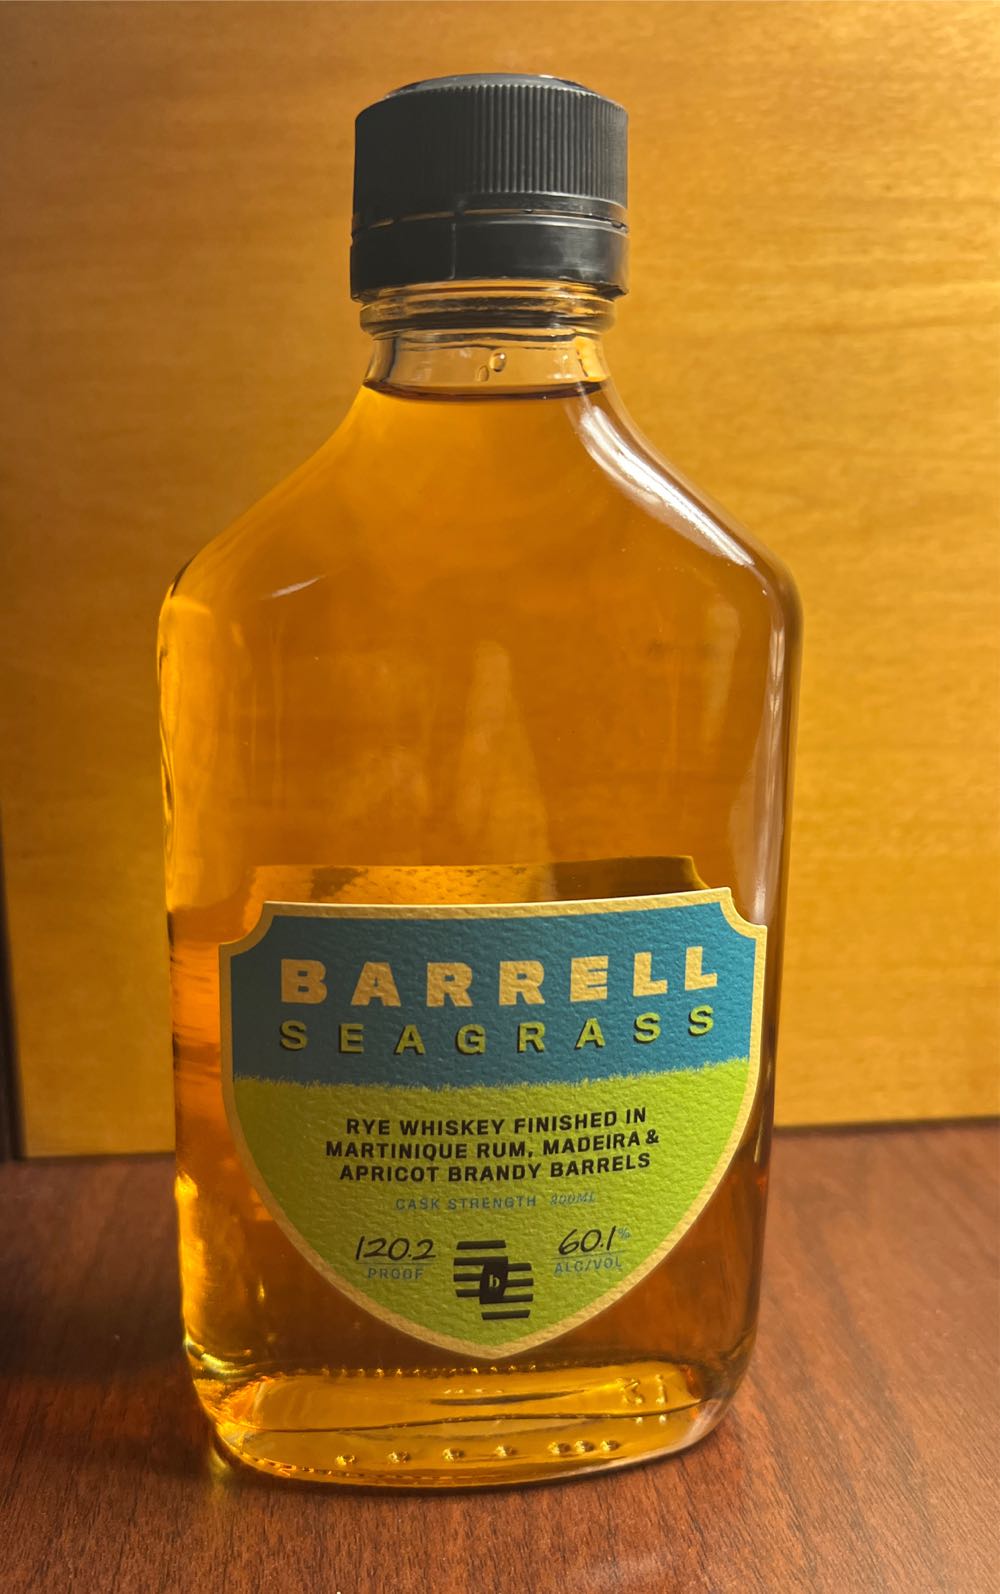 BARRELL
SEAGRASS
RYE WHISKEY FINISHED IN
MARTINIQUE RUM, MADEIRA &
APRICOT BRANDY BARRELS
CASK STRENGTH 200ML
120.2 60.1%
PROOF b ALC/VOL